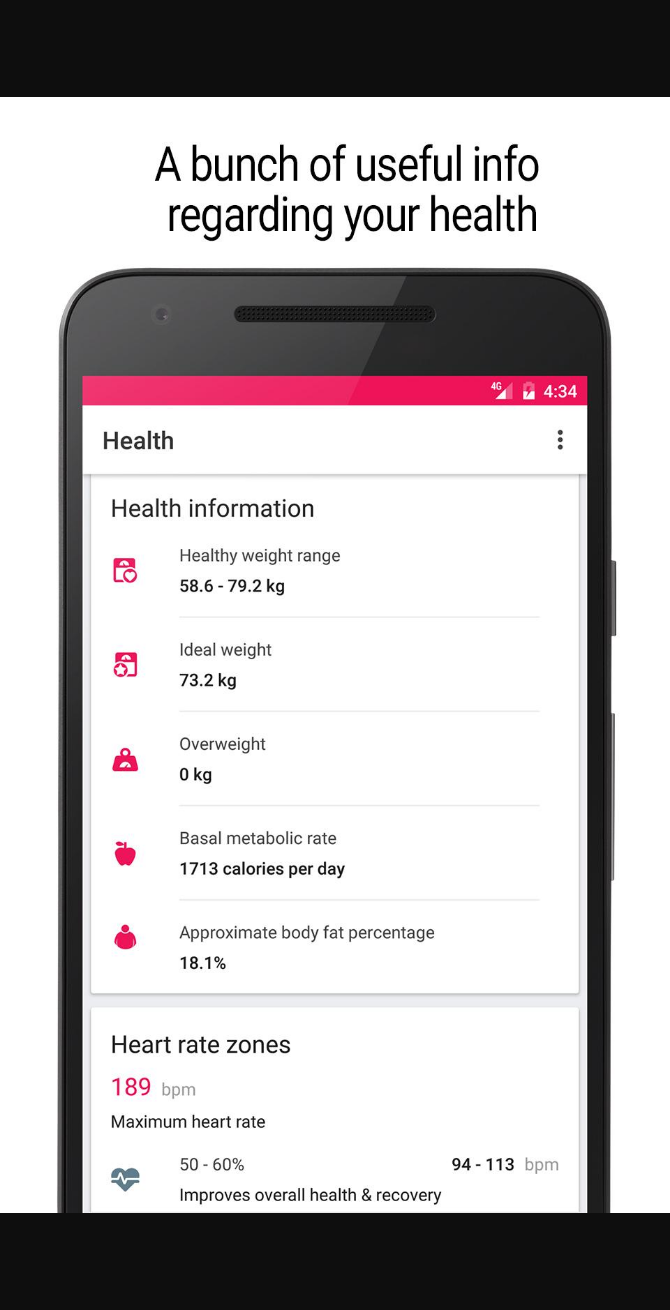 A bunch of useful info
regarding your health
4G 4:34
Health
Health information
Healthy weight range
58.6 - 79.2 kg
Ideal weight
73.2 kg
Overweight
0 kg
Basal metabolic rate
1713 calories per day
Approximate body fat percentage
18.1%
Heart rate zones
189 bpm
Maximum heart rate
50 - 60% 94 - 113 bpm
Improves overall health & recovery